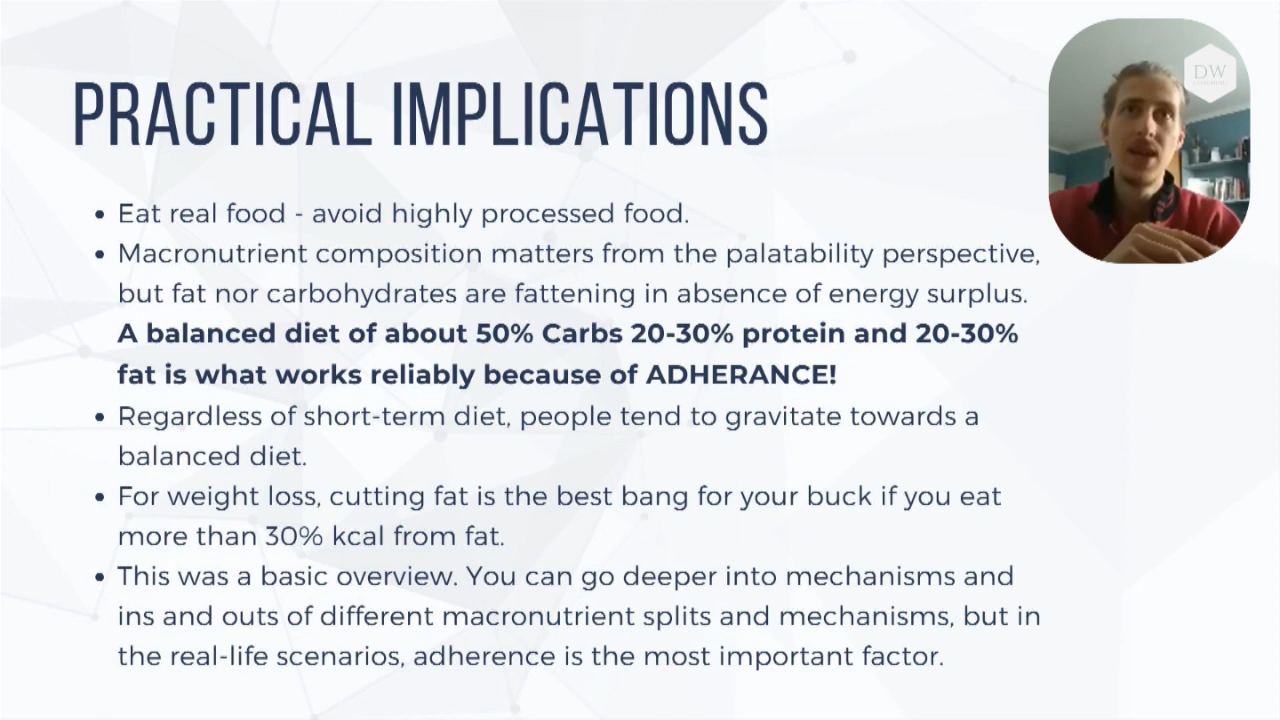 PRACTICAL IMPLICATIONS
DW
Eat real food - avoid highly processed food.
Macronutrient composition matters from the palatability perspective,
but fat nor carbohydrates are fattening in absence of energy surplus.
A balanced diet of about 50% Carbs 20-30% protein and 20-30%
fat is what works reliably because of ADHERANCE!
Regardless of short-term diet, people tend to gravitate towards a
balanced diet.
For weight loss, cutting fat is the best bang for your buck if you eat
more than 30% kcal from fat.
This was a basic overview. You can go deeper into mechanisms and
ins and outs of different macronutrient splits and mechanisms, but in
the real-life scenarios, adherence is the most important factor.